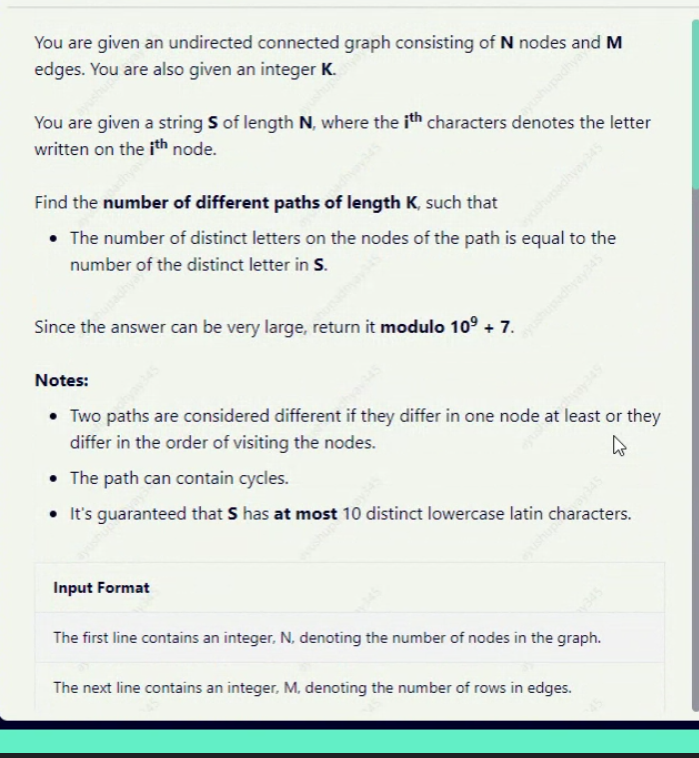 You are given an undirected connected graph consisting of N nodes and M
edges. You are also given an integer K.
You are given a string S of length N, where the ith characters denotes the letter
written on the ith node.
Find the number of different paths of length K, such that
• The number of distinct letters on the nodes of the path is equal to the
number of the distinct letter in S.
Since the answer can be very large, return it modulo 10⁹ + 7.
Notes:
• Two paths are considered different if they differ in one node at least or they
differ in the order of visiting the nodes.
• The path can contain cycles.
• It's guaranteed that S has at most 10 distinct lowercase latin characters.
Input Format
The first line contains an integer, N, denoting the number of nodes in the graph.
The next line contains an integer, M, denoting the number of rows in edges.